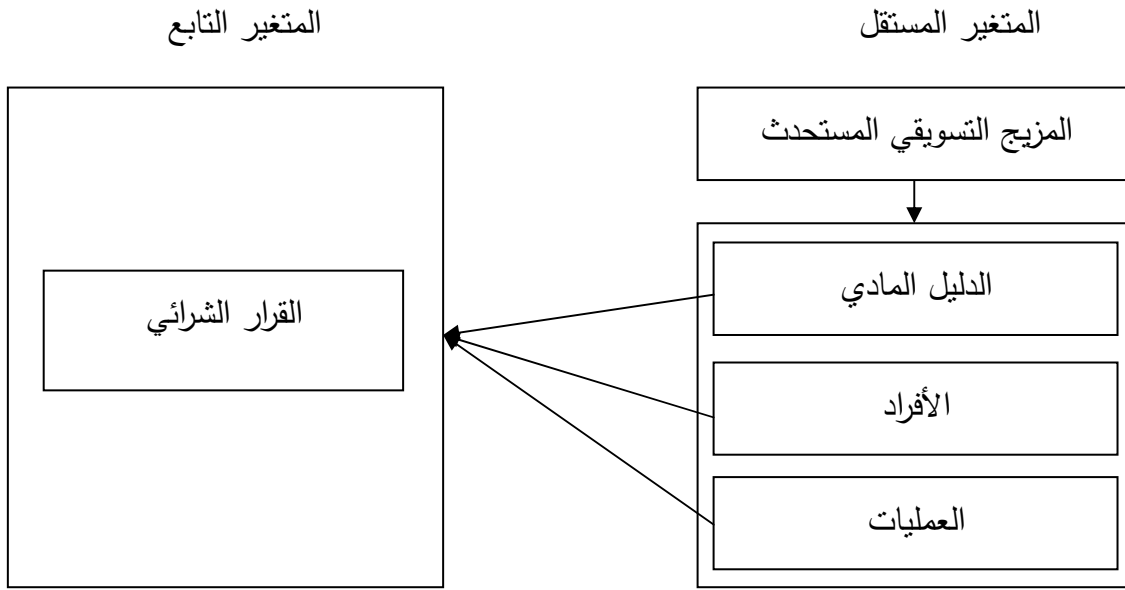 المتغير المستقل
المتغير التابع
المزيج التسويقي المستحدث
الدليل المادي
الأفراد
العمليات
القرار الشرائي